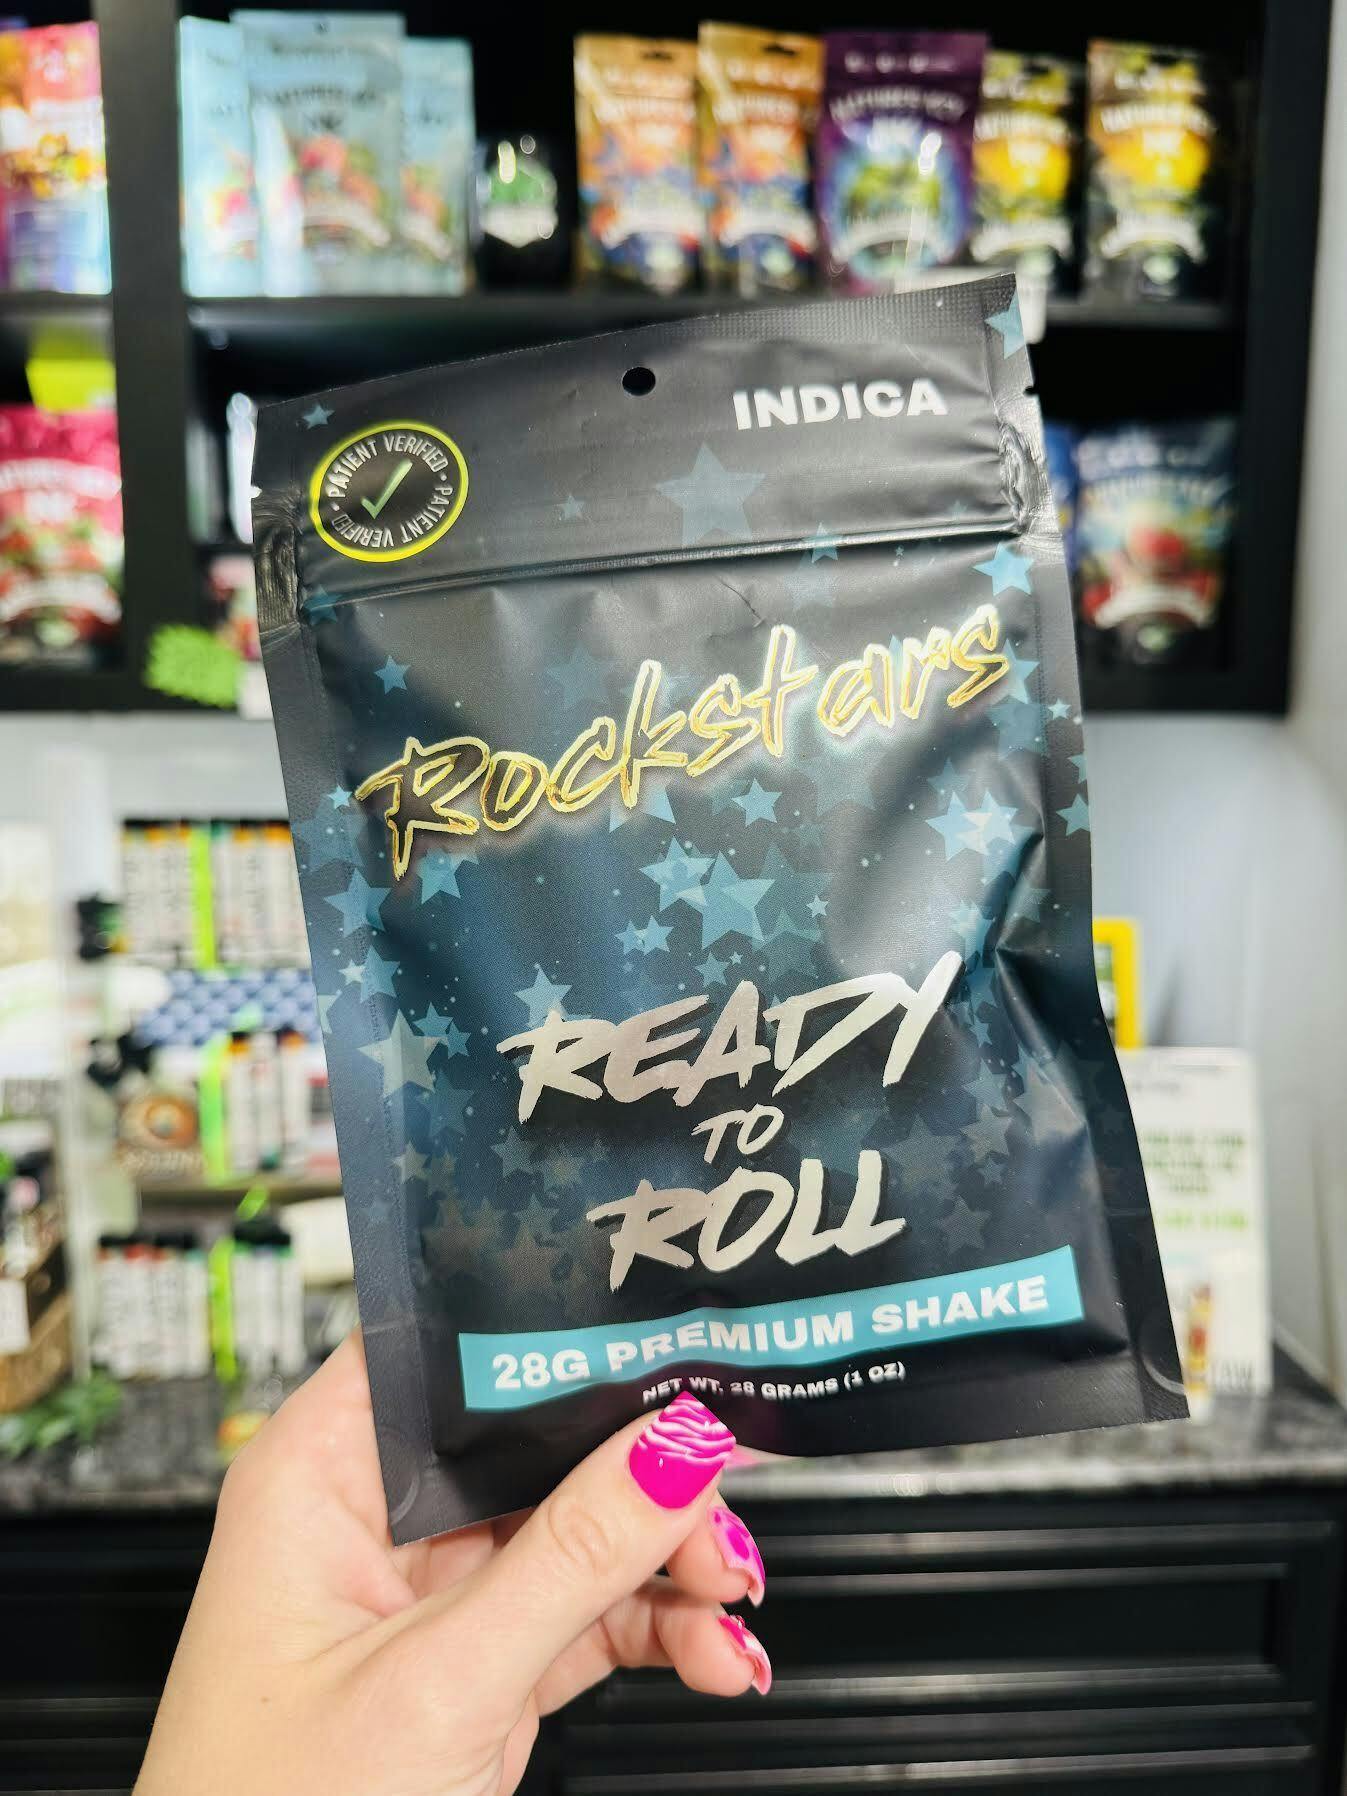 INDICA
PATIENT VERIFIED • PATIENT VERIFIED •
Rockstars
READY
TO
ROLL
28G PREMIUM SHAKE
NET WT. 28 GRAMS (1 OZ)